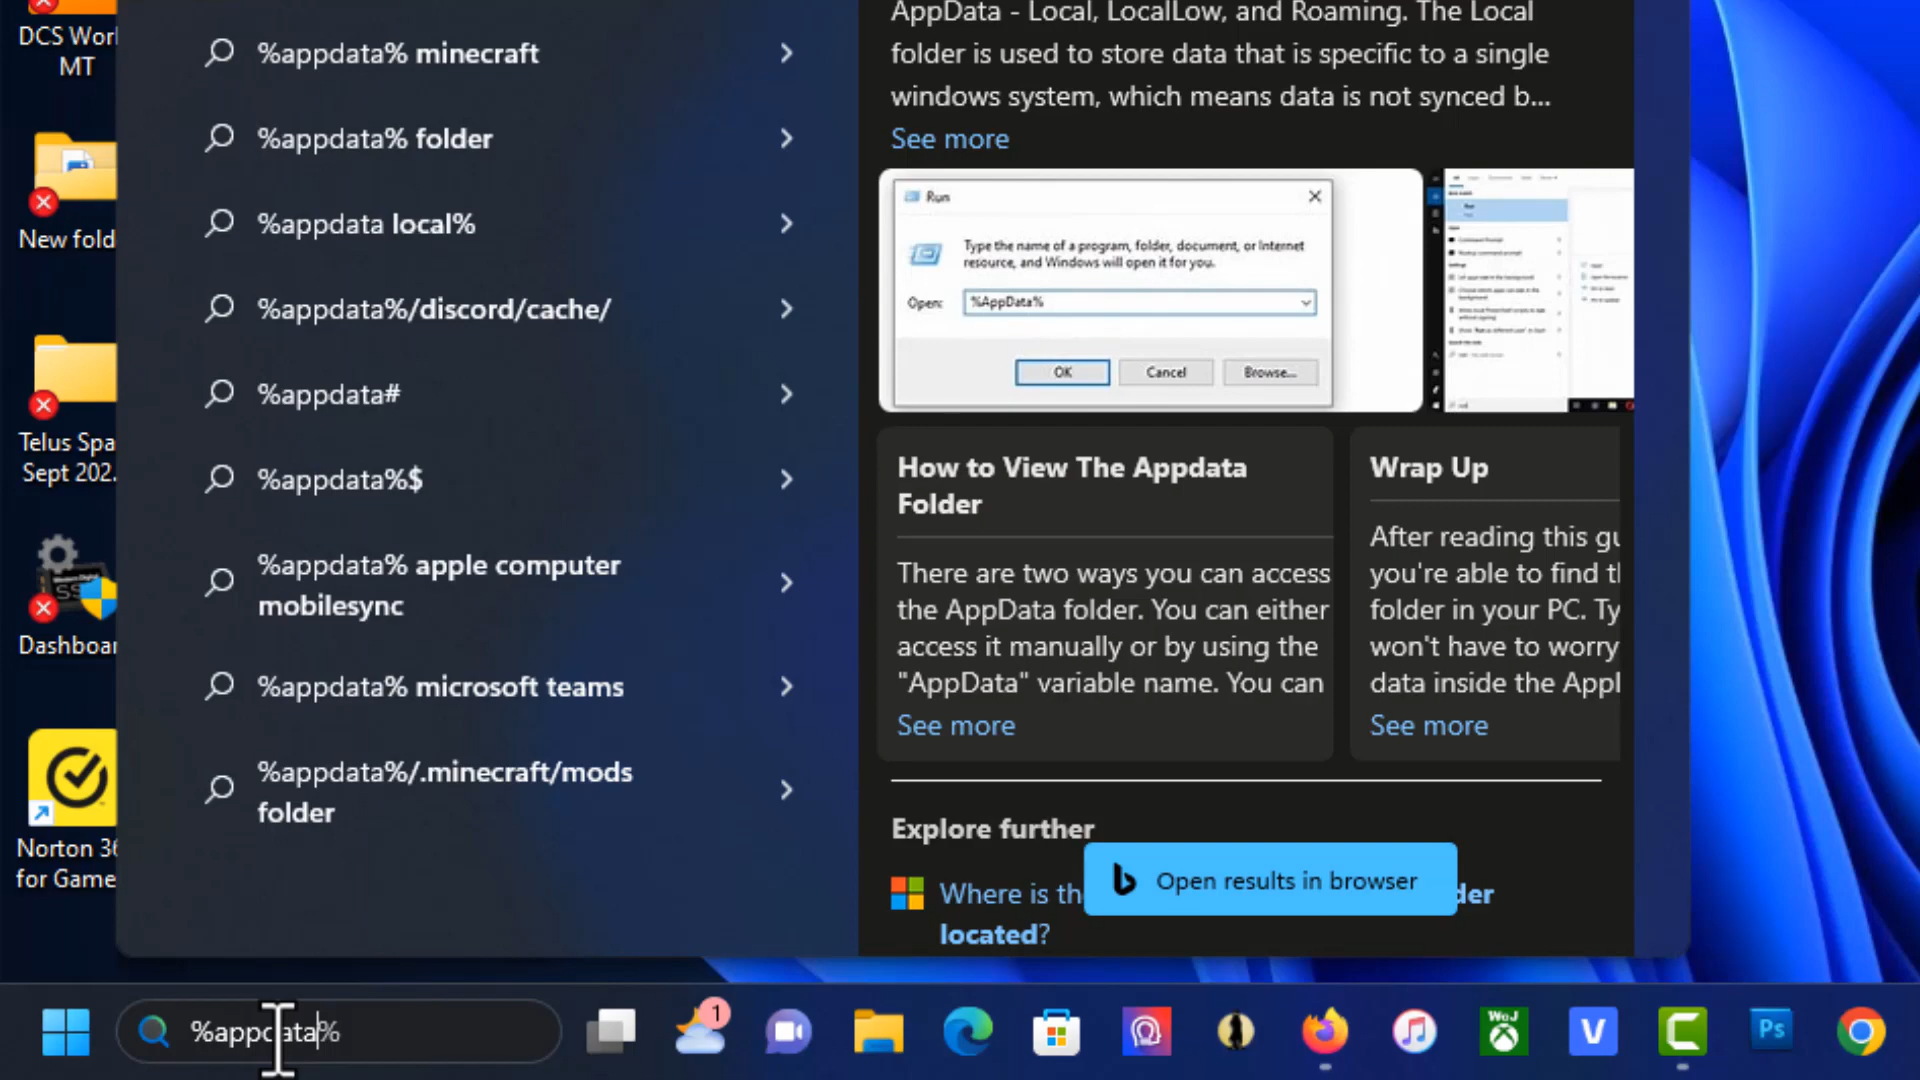 DCS Worl
MT
New fold
Telus Spa
Sept 202.
Dashboar
Norton 36
for Game
%appdata% minecraft
%appdata% folder
%appdata local%
%appdata%/discord/cache/
%appdata#
%appdata%$
%appdata% apple computer
mobilesync
%appdata% microsoft teams
%appdata%/.minecraft/mods
folder
AppData - Local, LocalLow, and Roaming. The Local
folder is used to store data that is specific to a single
windows system, which means data is not synced b...
See more
Run
Type the name of a program, folder, document, or Internet
resource, and Windows will open it for you.
Open: %AppData%
OK Cancel Browse...
How to View The Appdata
Folder
There are two ways you can access
the AppData folder. You can either
access it manually or by using the
"AppData" variable name. You can
See more
Wrap Up
After reading this gu
you're able to find tl
folder in your PC. Ty
won't have to worry
data inside the Appl
See more
Explore further
Where is th
der
located?
Open results in browser
%appdata%
1
WoJ
V
Ps